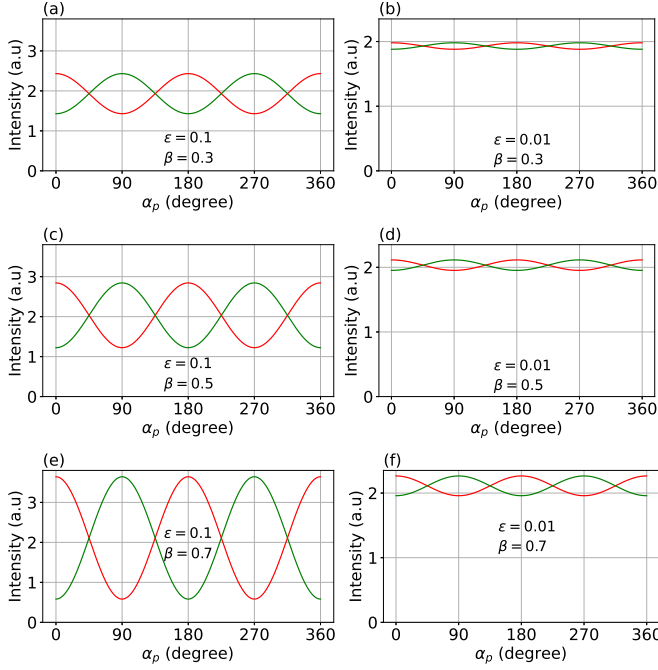 (a)
Intensity (a.u)
3
2
1
0
ε = 0.1
β = 0.3
0 90 180 270 360
α_p (degree)
(b)
Intensity (a.u)
2
1
0
ε = 0.01
β = 0.3
0 90 180 270 360
α_p (degree)
(c)
Intensity (a.u)
3
2
1
0
ε = 0.1
β = 0.5
0 90 180 270 360
α_p (degree)
(d)
Intensity (a.u)
2
1
0
ε = 0.01
β = 0.5
0 90 180 270 360
α_p (degree)
(e)
Intensity (a.u)
3
2
1
0
ε = 0.1
β = 0.7
0 90 180 270 360
α_p (degree)
(f)
Intensity (a.u)
2
1
0
ε = 0.01
β = 0.7
0 90 180 270 360
α_p (degree)